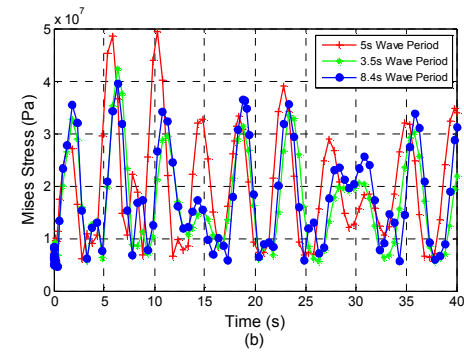 x 10^7
5
4
3
2
1
0
Mises Stress (Pa)
5s Wave Period
3.5s Wave Period
8.4s Wave Period
0 5 10 15 20 25 30 35 40
Time (s)
(b)